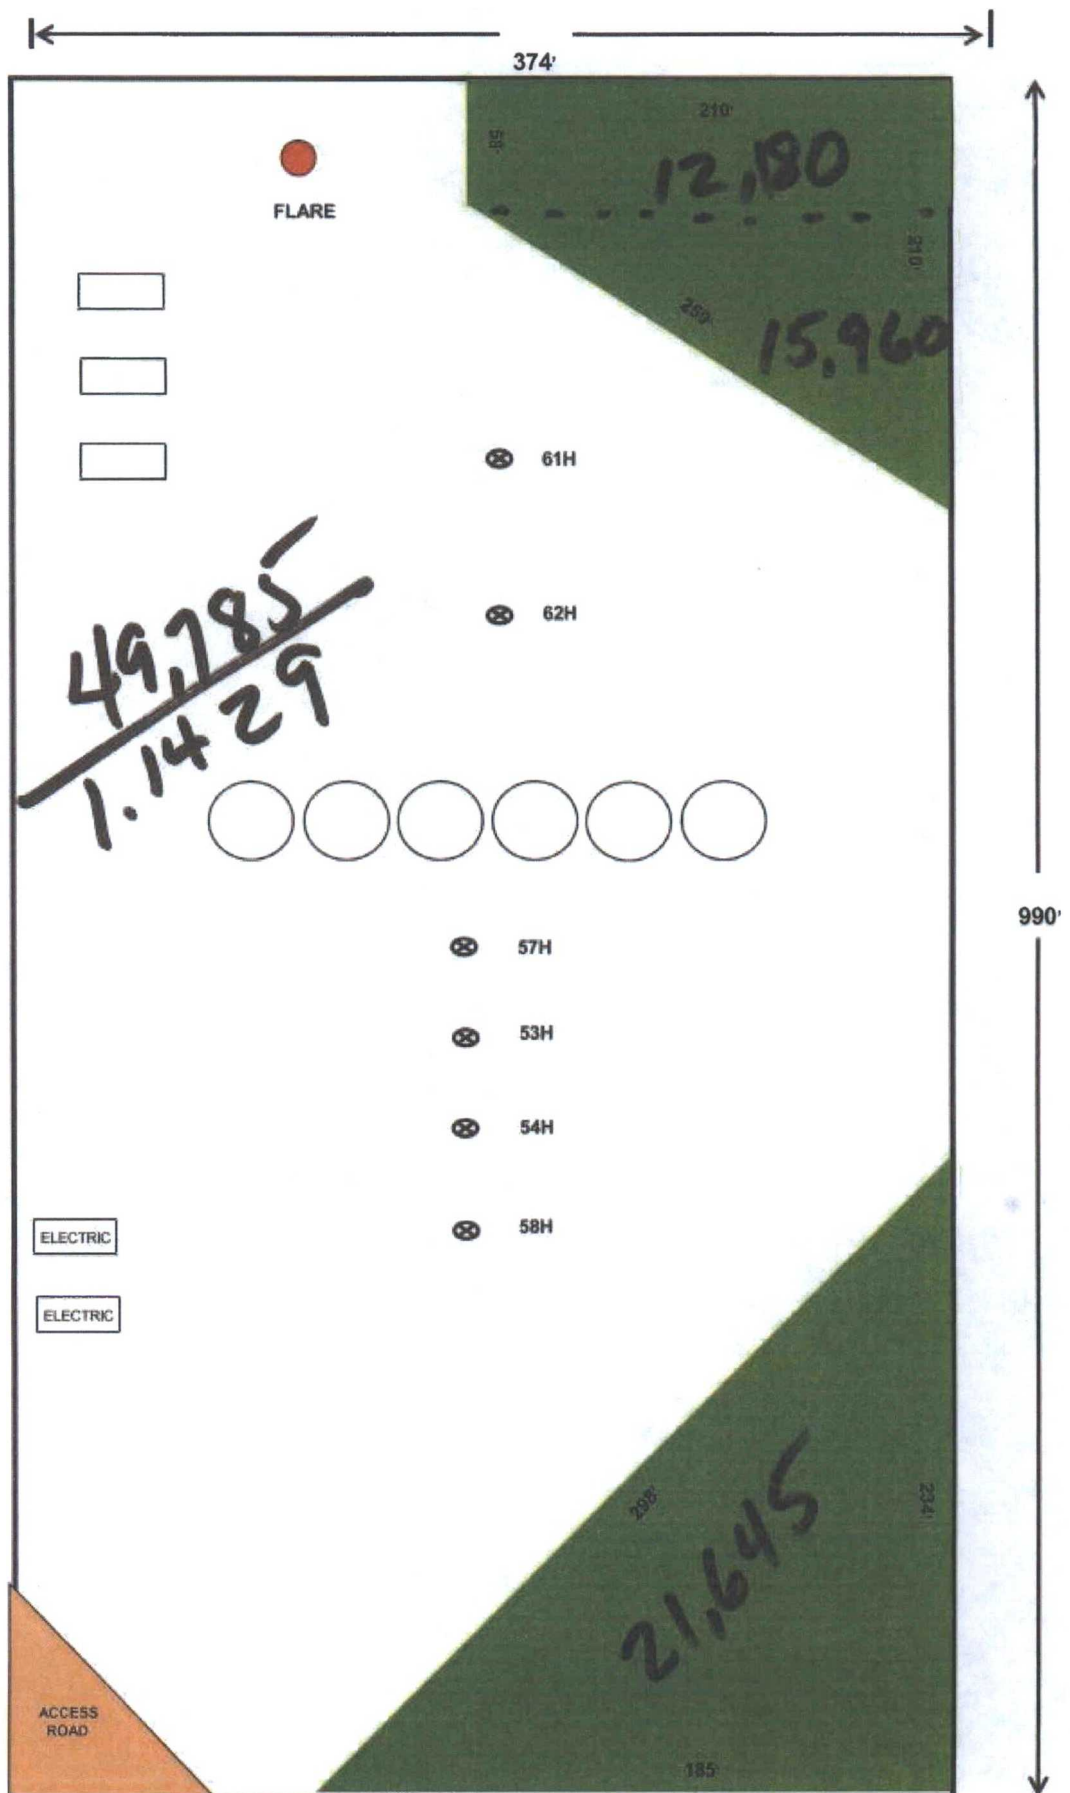 374'
210'
58'
12,180
FLARE
210'
259'
15,960
61H
62H
49,785
1.1429
990'
57H
53H
54H
58H
ELECTRIC
ELECTRIC
298'
234'
21,645
ACCESS
ROAD
185'